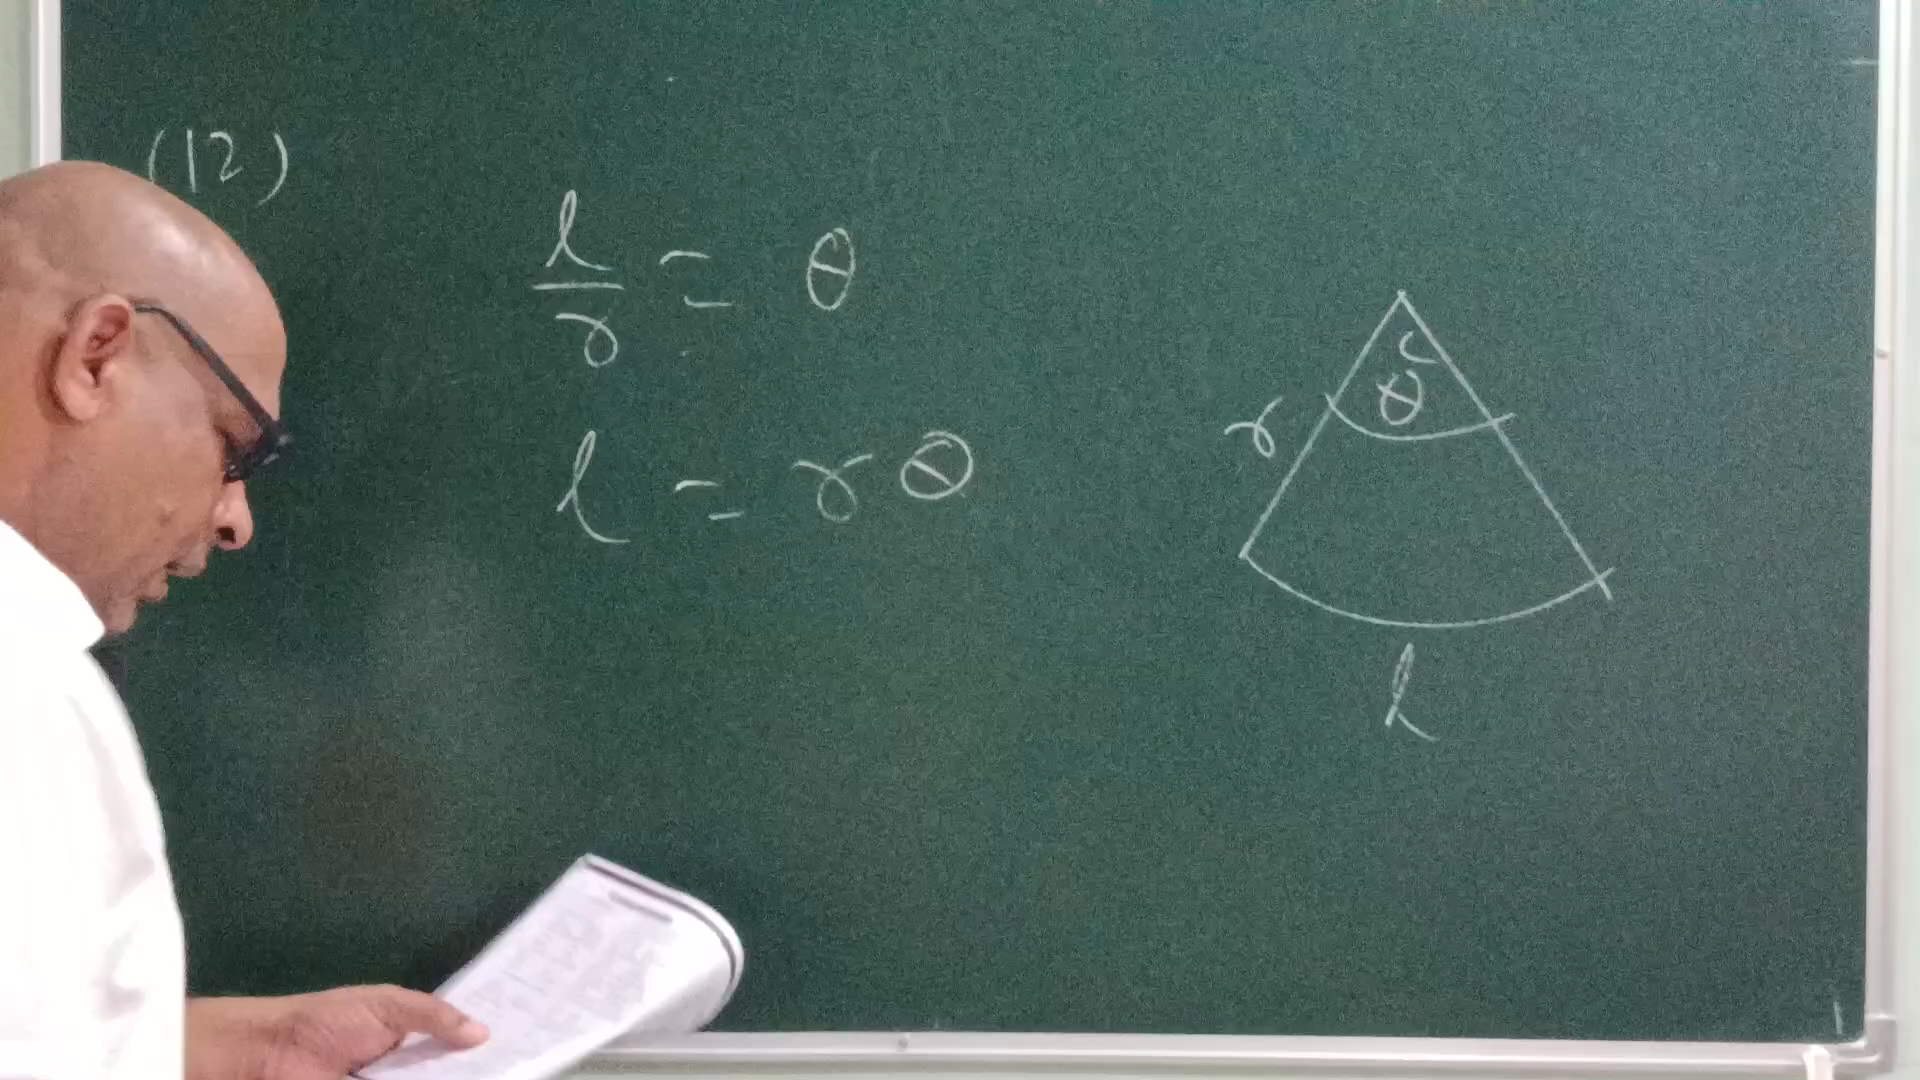 (12)
l/r = θ
l = rθ
c
θ
r
l